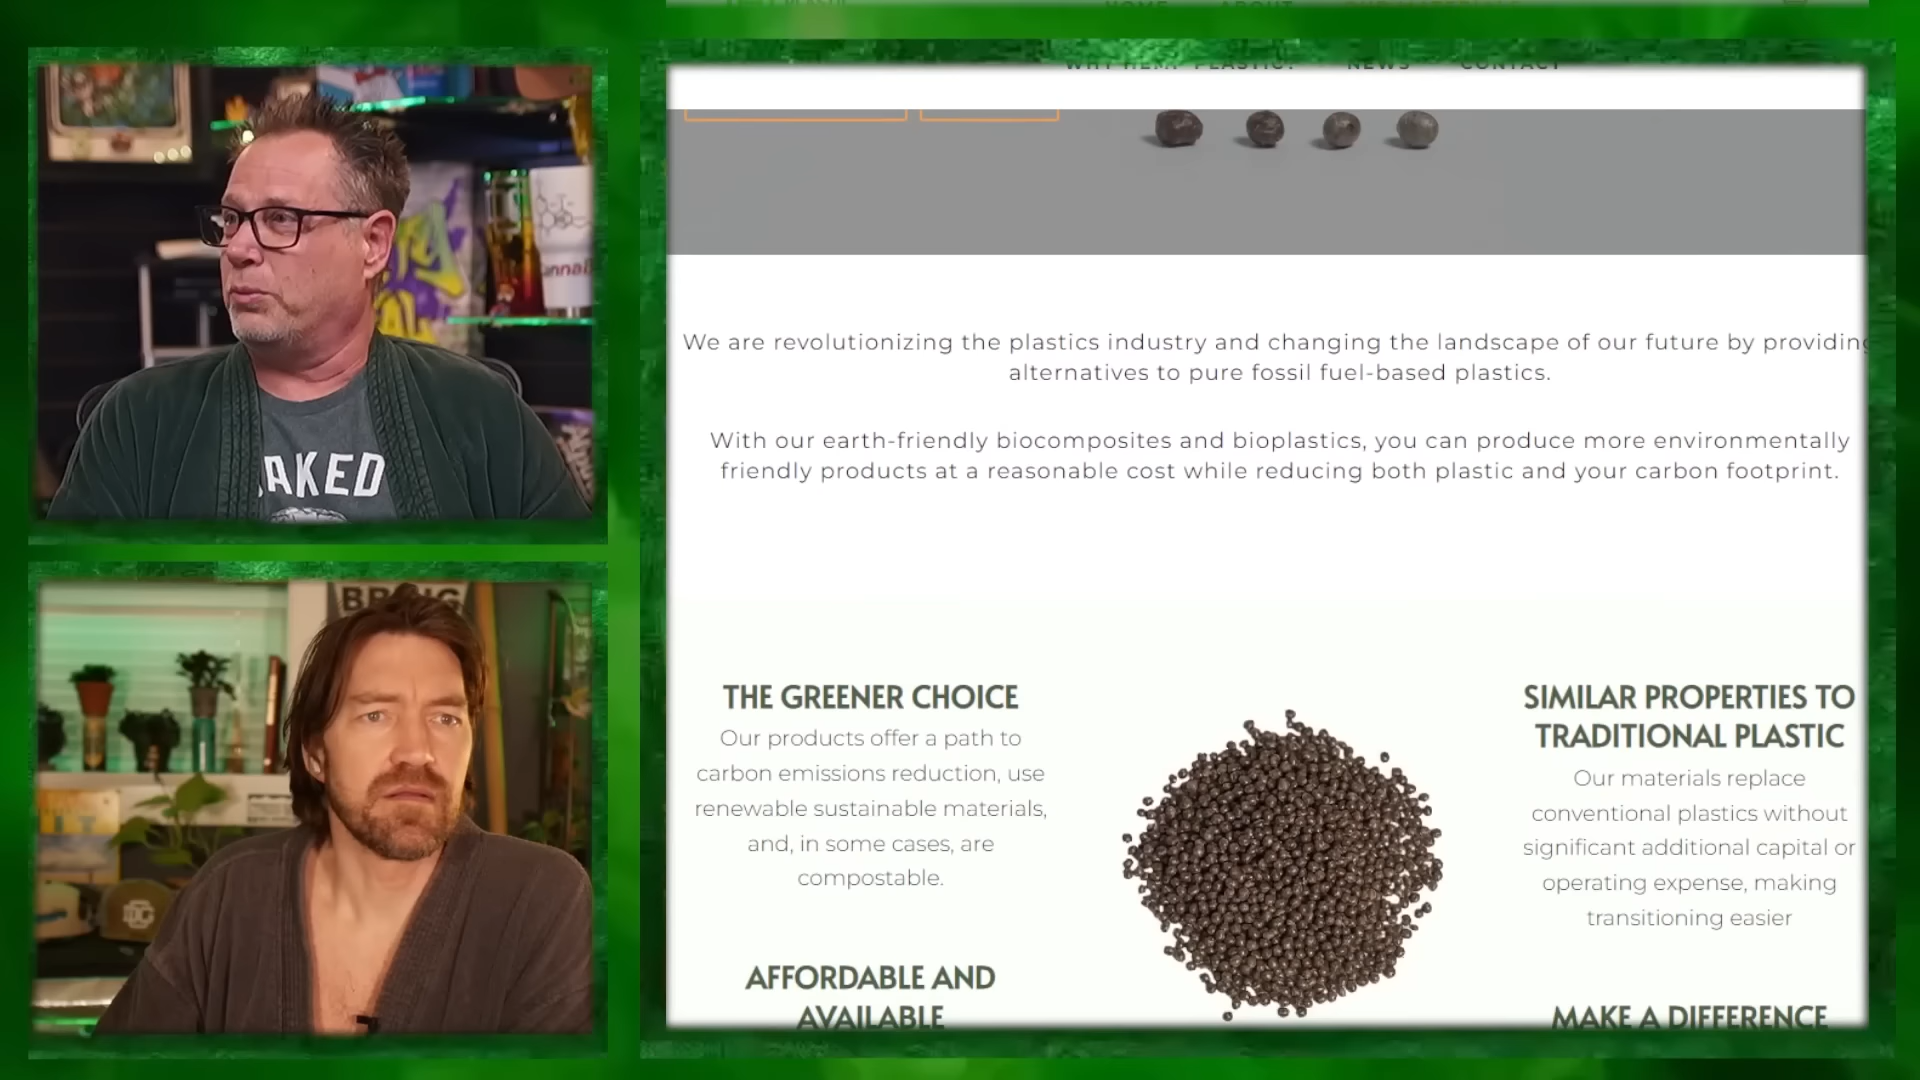 HOME ABOUT
WHY HEMP PLASTIC? NEWS CONTACT
We are revolutionizing the plastics industry and changing the landscape of our future by providing
alternatives to pure fossil fuel-based plastics.
With our earth-friendly biocomposites and bioplastics, you can produce more environmentally
friendly products at a reasonable cost while reducing both plastic and your carbon footprint.
THE GREENER CHOICE
Our products offer a path to
carbon emissions reduction, use
renewable sustainable materials,
and, in some cases, are
compostable.
AFFORDABLE AND
AVAILABLE
SIMILAR PROPERTIES TO
TRADITIONAL PLASTIC
Our materials replace
conventional plastics without
significant additional capital or
operating expense, making
transitioning easier
MAKE A DIFFERENCE
AKED